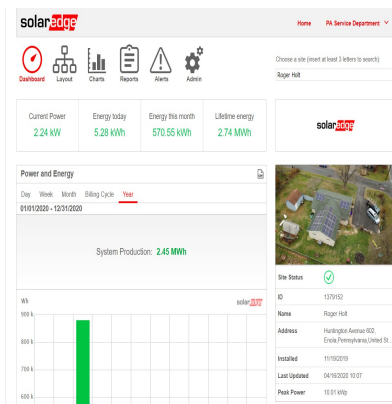 solaredge
Home PA Service Department
Dashboard Layout Charts Reports Alerts Admin
Choose a site (insert at least 3 letters to search)
Roger Holt
Current Power Energy today Energy this month Lifetime energy
2.24 kW 5.28 kWh 570.55 kWh 2.74 MWh
solaredge
Power and Energy
Day Week Month Billing Cycle Year
01/01/2020 - 12/31/2020
System Production: 2.45 MWh
Wh
solaredge
900 k
800 k
700 k
600 k
Site Status
ID 1379152
Name Roger Holt
Address Huntington Avenue 602,
Enola,Pennsylvania,United St
Installed 11/19/2019
Last Updated 04/16/2020 10:07
Peak Power 10.01 kWp